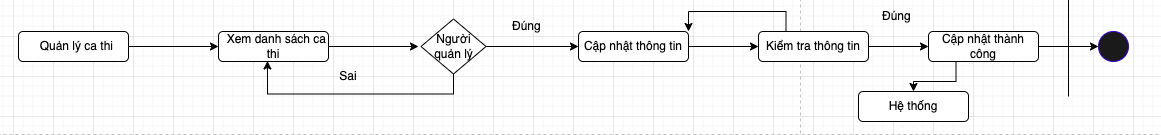 Quản lý ca thi
Xem danh sách ca
thi
Người
quản lý
Sai
Đúng
Cập nhật thông tin
Kiểm tra thông tin
Đúng
Cập nhật thành
công
Hệ thống